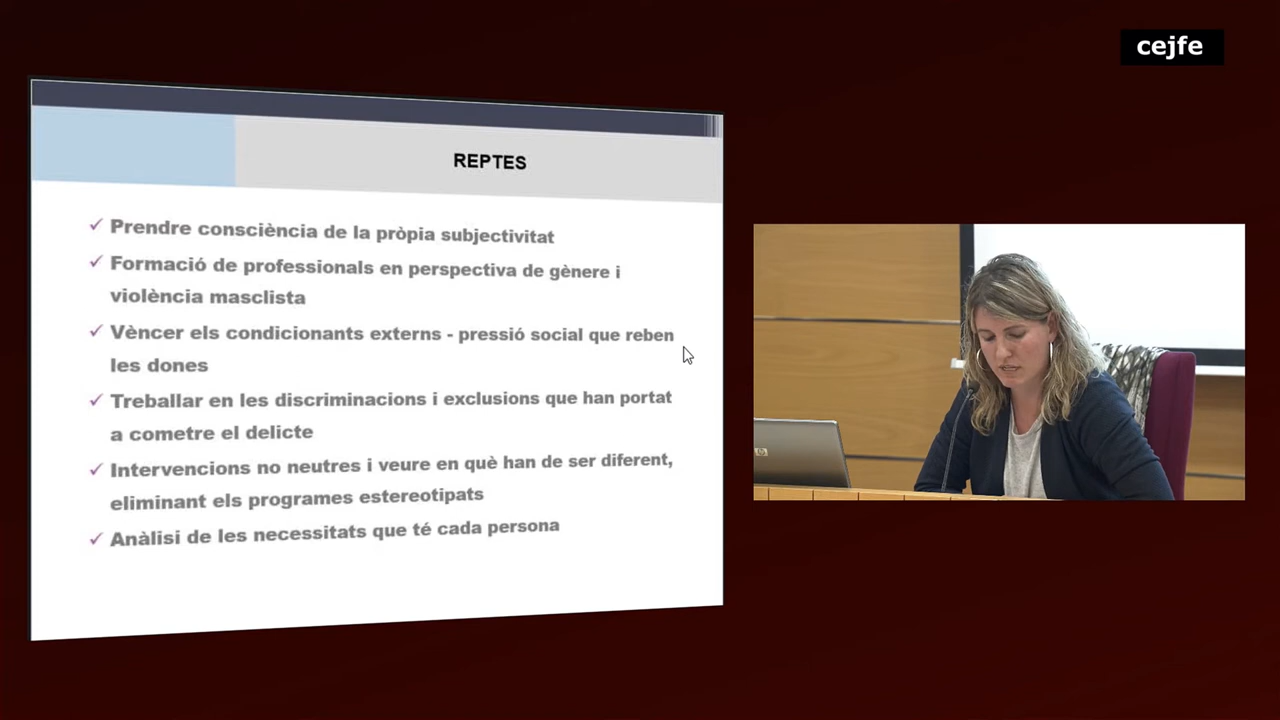 cejfe
REPTES
✓ Prendre consciència de la pròpia subjectivitat
✓ Formació de professionals en perspectiva de gènere i
violència masclista
✓ Vèncer els condicionants externs - pressió social que reben
les dones
✓ Treballar en les discriminacions i exclusions que han portat
a cometre el delicte
✓ Intervencions no neutres i veure en què han de ser diferent,
eliminant els programes estereotipats
✓ Anàlisi de les necessitats que té cada persona